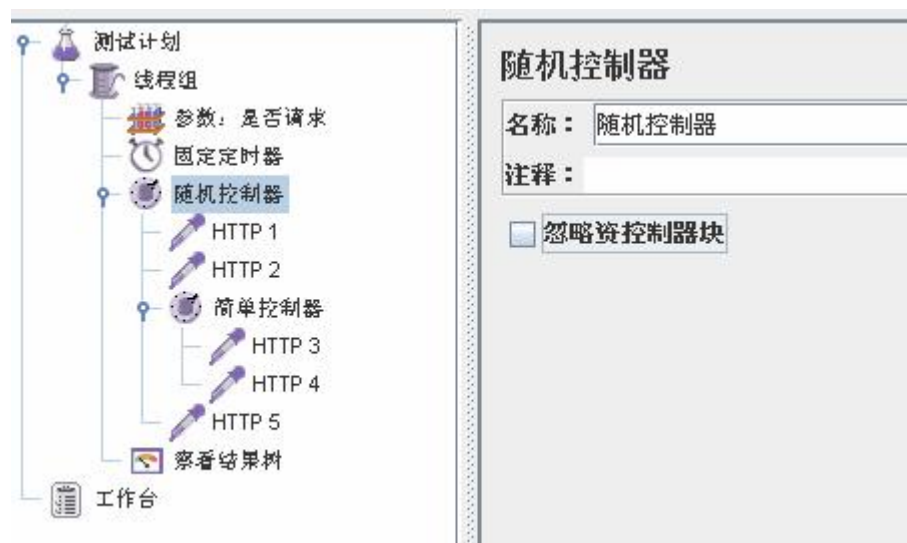 测试计划
线程组
参数：是否请求
固定定时器
随机控制器
HTTP 1
HTTP 2
简单控制器
HTTP 3
HTTP 4
HTTP 5
察看结果树
工作台
随机控制器
名称：随机控制器
注释：
忽略资控制器块